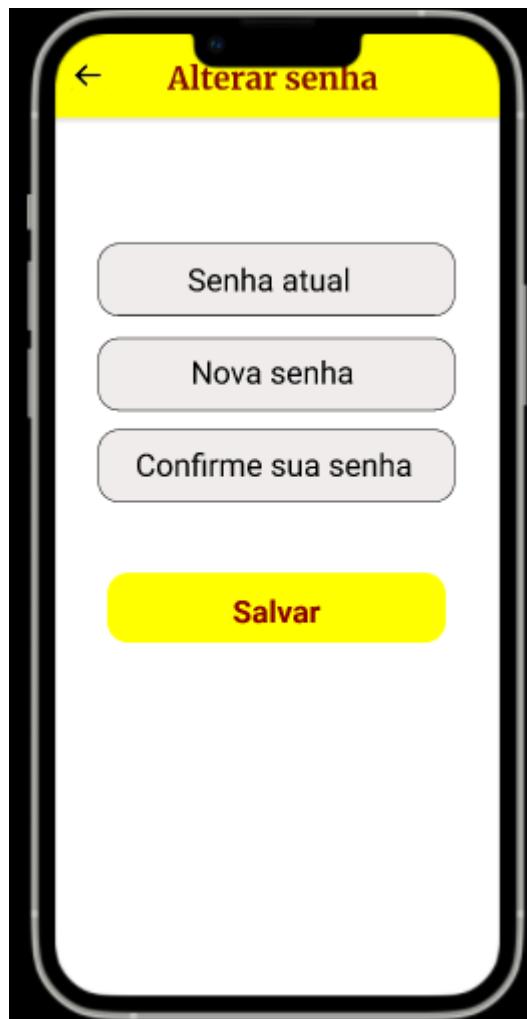 Alterar senha
Senha atual
Nova senha
Confirme sua senha
Salvar